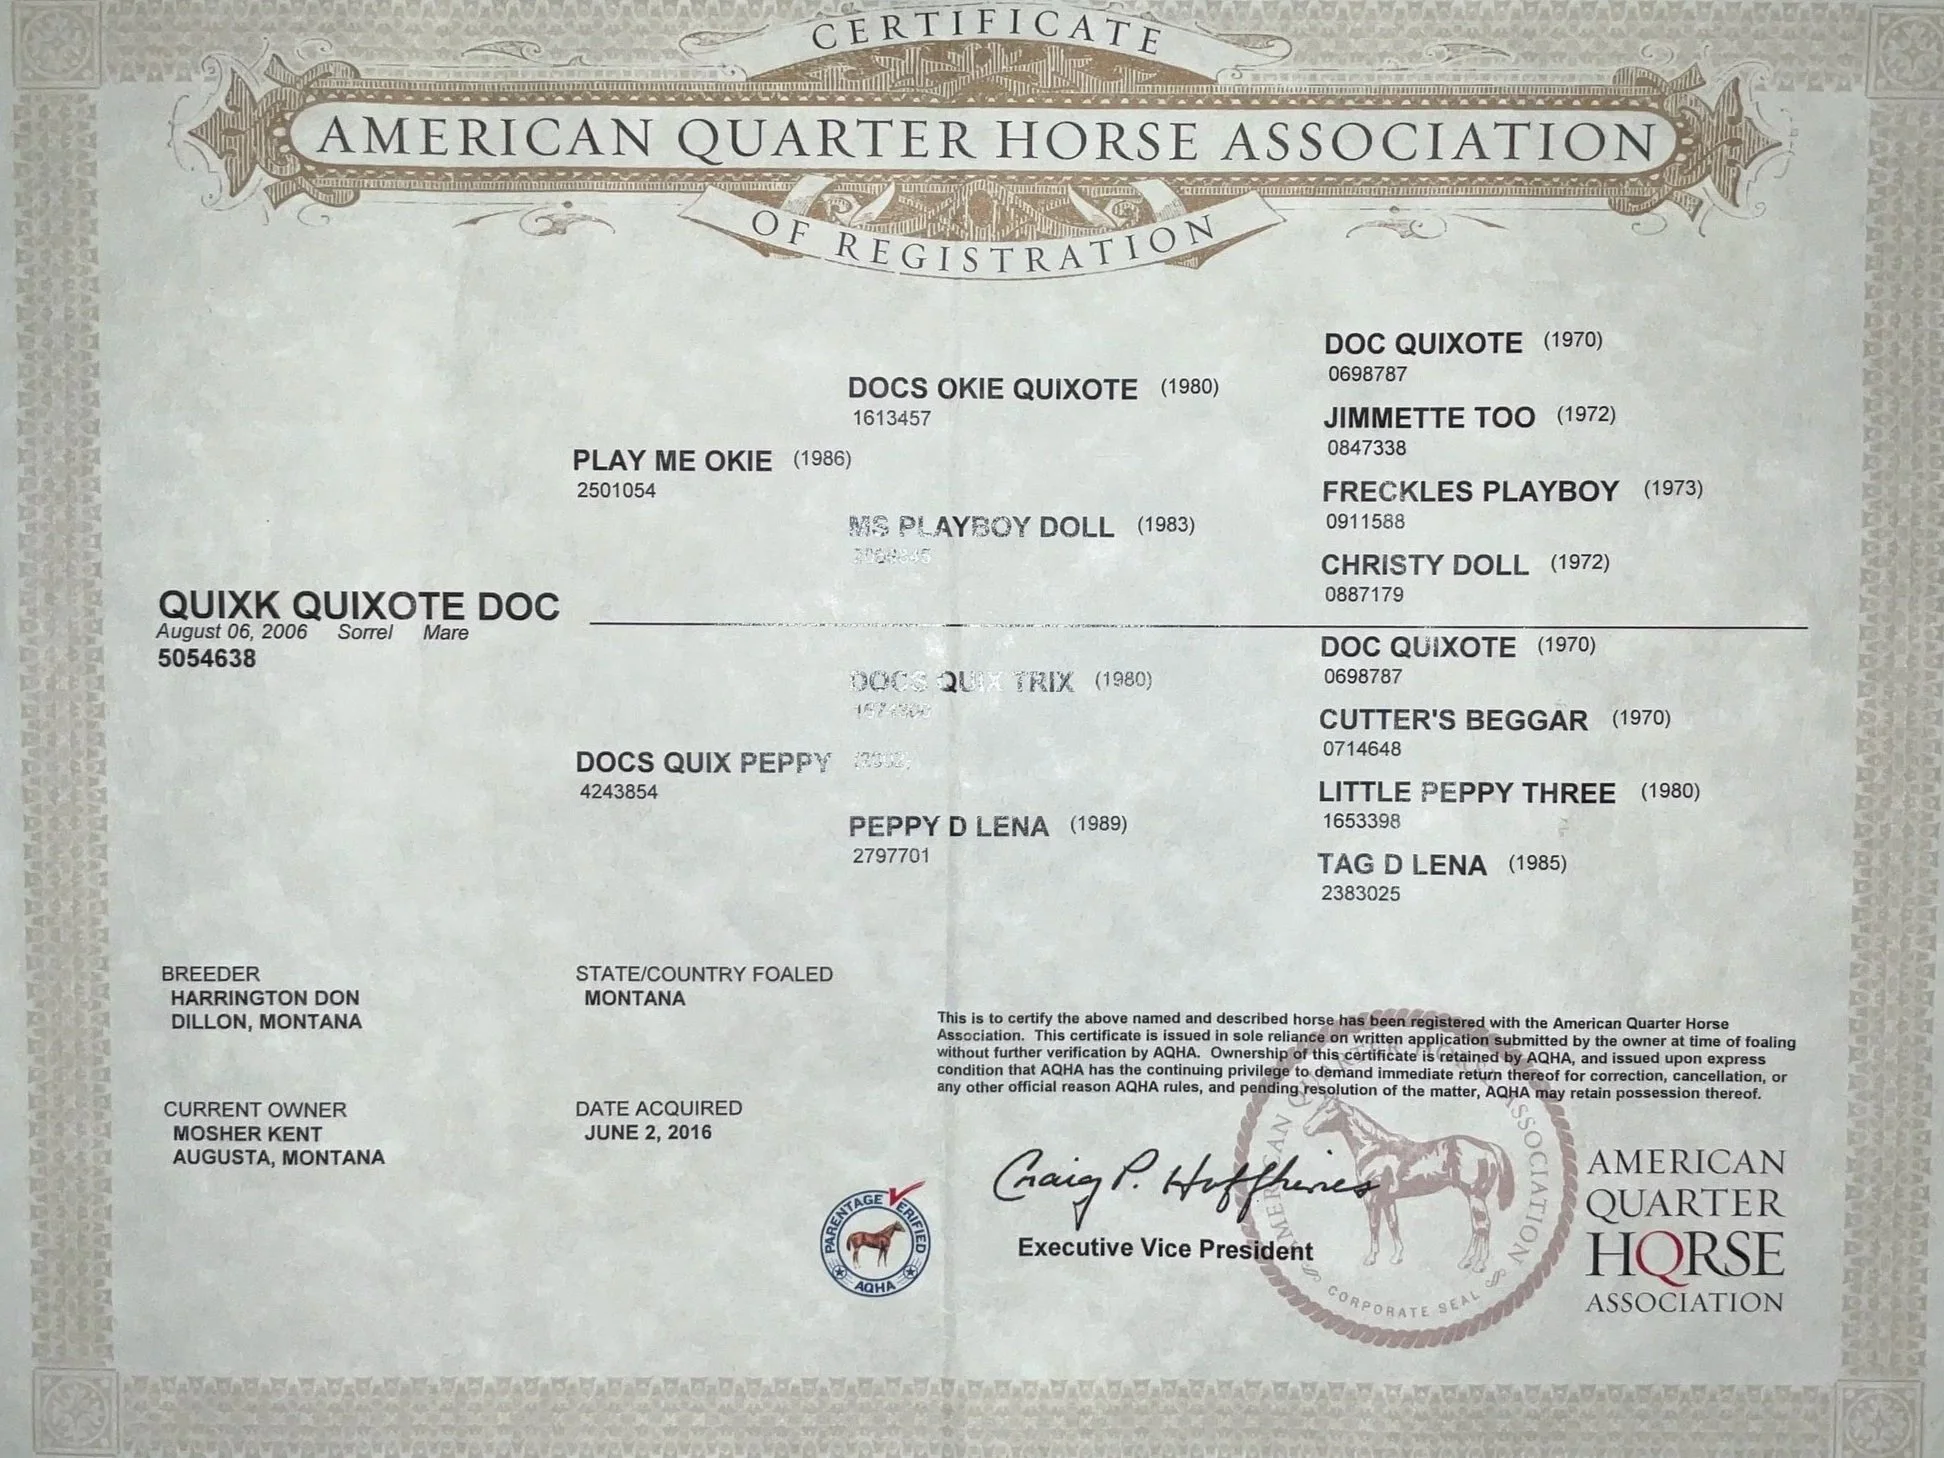 CERTIFICATE
AMERICAN QUARTER HORSE ASSOCIATION
OF REGISTRATION
DOC QUIXOTE (1970)
0698787
DOCS OKIE QUIXOTE (1980)
1613457
JIMMETTE TOO (1972)
0847338
PLAY ME OKIE (1986)
2501054
FRECKLES PLAYBOY (1973)
0911588
MS PLAYBOY DOLL (1983)
CHRISTY DOLL (1972)
0887179
QUIXK QUIXOTE DOC
August 06, 2006 Sorrel Mare
5054638
DOC QUIXOTE (1970)
0698787
DOCS QUIX TRIX (1980)
CUTTER'S BEGGAR (1970)
0714648
DOCS QUIX PEPPY
4243854
LITTLE PEPPY THREE (1980)
1653398
PEPPY D LENA (1989)
2797701
TAG D LENA (1985)
2383025
BREEDER
HARRINGTON DON
DILLON, MONTANA
STATE/COUNTRY FOALED
MONTANA
This is to certify the above named and described horse has been registered with the American Quarter Horse
Association. This certificate is issued in sole reliance on written application submitted by the owner at time of foaling
without further verification by AQHA. Ownership of this certificate is retained by AQHA, and issued upon express
condition that AQHA has the continuing privilege to demand immediate return thereof for correction, cancellation, or
any other official reason AQHA rules, and pending resolution of the matter, AQHA may retain possession thereof.
CURRENT OWNER
MOSHER KENT
AUGUSTA, MONTANA
DATE ACQUIRED
JUNE 2, 2016
PARENTAGE VERIFIED
AQHA
Craig P. Huffhines
Executive Vice President
AMERICAN QUARTER HORSE ASSOCIATION
CORPORATE SEAL
AMERICAN
QUARTER
HORSE
ASSOCIATION